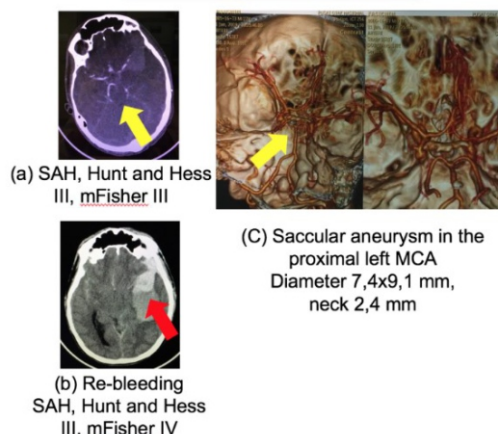 (a) SAH, Hunt and Hess
III, mFisher III
(b) Re-bleeding
SAH, Hunt and Hess
III, mFisher IV
(C) Saccular aneurysm in the
proximal left MCA
Diameter 7,4x9,1 mm,
neck 2,4 mm